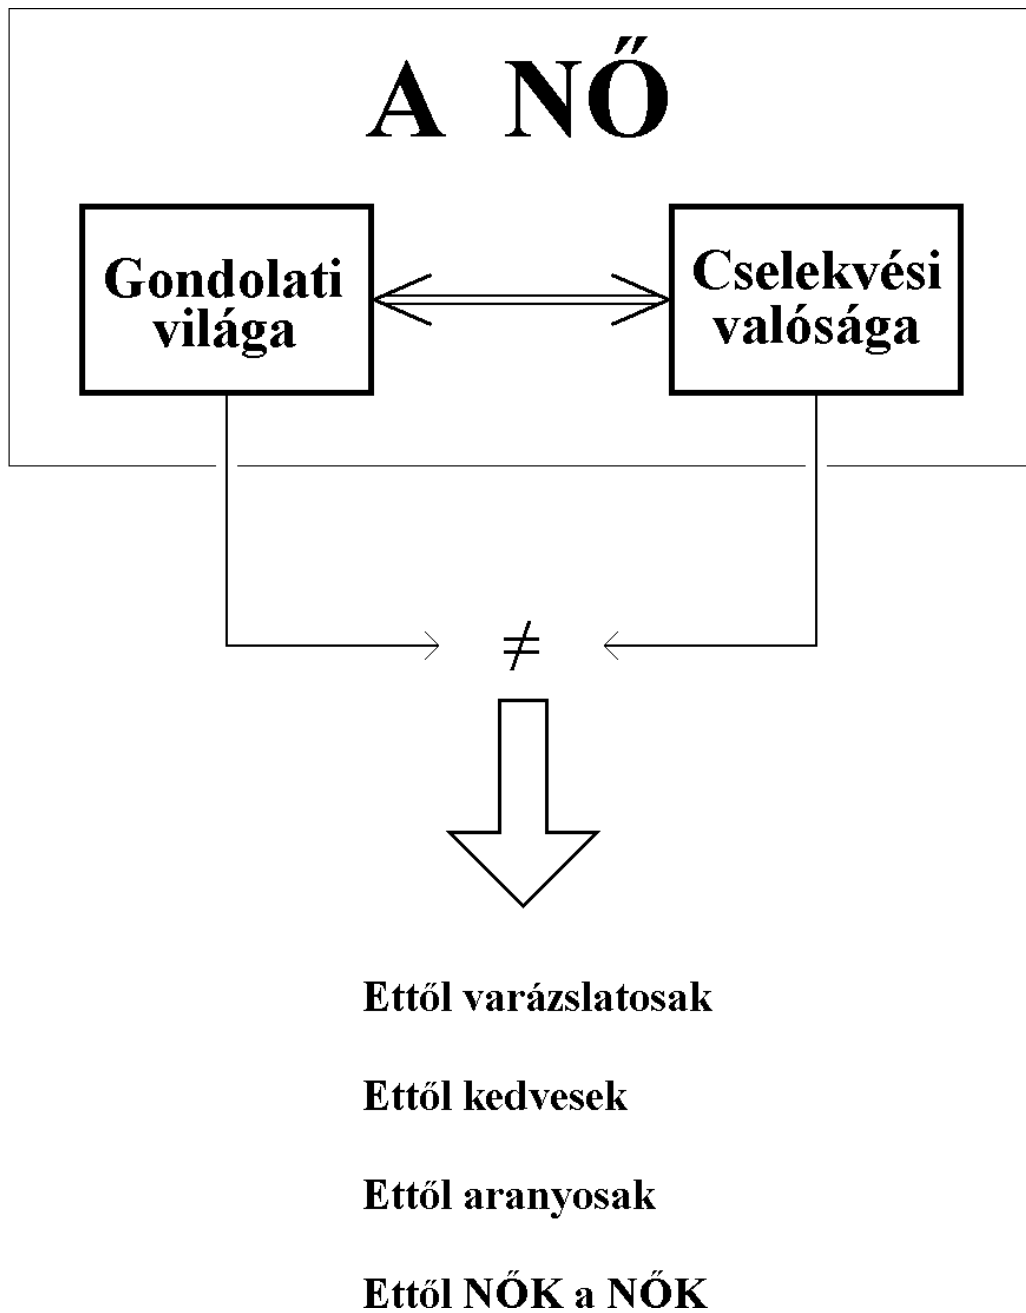 A NŐ
Gondolati
világa
Cselekvési
valósága
≠
Ettől varázslatosak
Ettől kedvesek
Ettől aranyosak
Ettől NŐK a NŐK